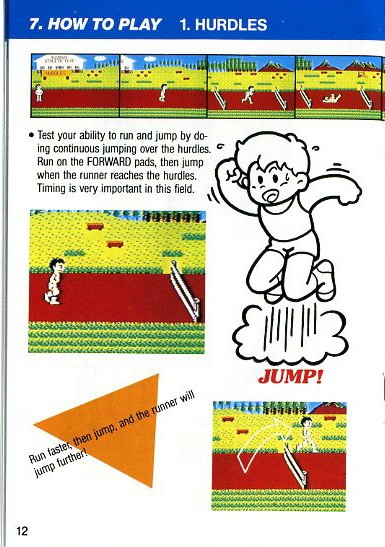 7. HOW TO PLAY 1. HURDLES
HURDLES
• Test your ability to run and jump by do-
ing continuous jumping over the hurdles.
Run on the FORWARD pads, then jump
when the runner reaches the hurdles.
Timing is very important in this field.
JUMP!
Run faster, then jump, and the runner will
jump further!
12